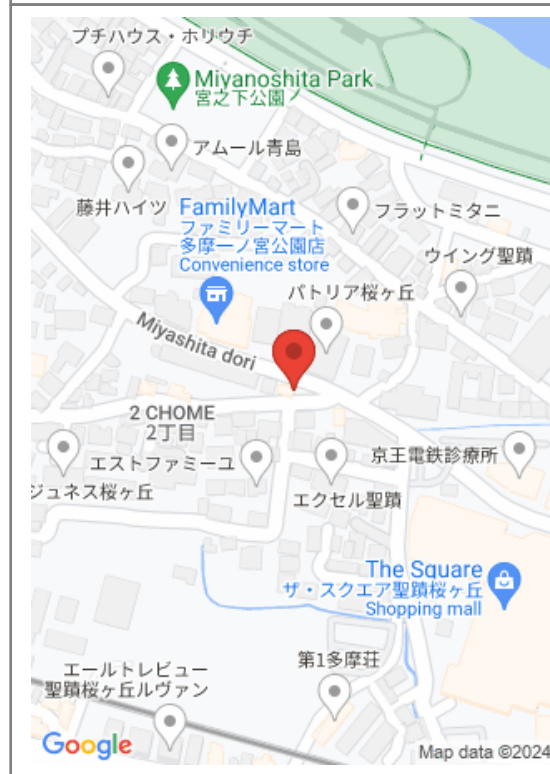 プチハウス・ホリウチ
Miyanoshita Park
宮之下公園
アムール青島
藤井ハイツ
FamilyMart
ファミリーマート
多摩一ノ宮公園店
Convenience store
フラットミタニ
ウイング聖蹟
パトリア桜ヶ丘
Miyashita dori
2 CHOME
2丁目
エストファミーユ
京王電鉄診療所
ジュネス桜ヶ丘
エクセル聖蹟
The Square
ザ・スクエア聖蹟桜ヶ丘
Shopping mall
第1多摩荘
エールトレビュー
聖蹟桜ヶ丘ルヴァン
Google
Map data ©2024